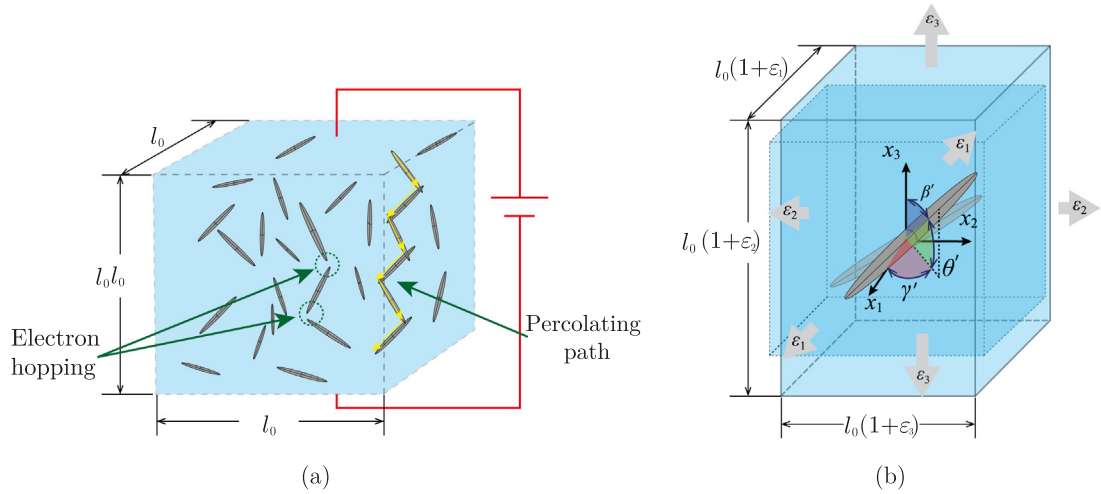 l₀
l₀l₀
l₀
Electron
hopping
Percolating
path
(a)
ε₃
l₀(1+ε₁)
ε₁
x₃
β′
ε₂
x₂
ε₂
l₀(1+ε₂)
θ′
γ′
x₁
ε₁
ε₃
l₀(1+ε₃)
(b)